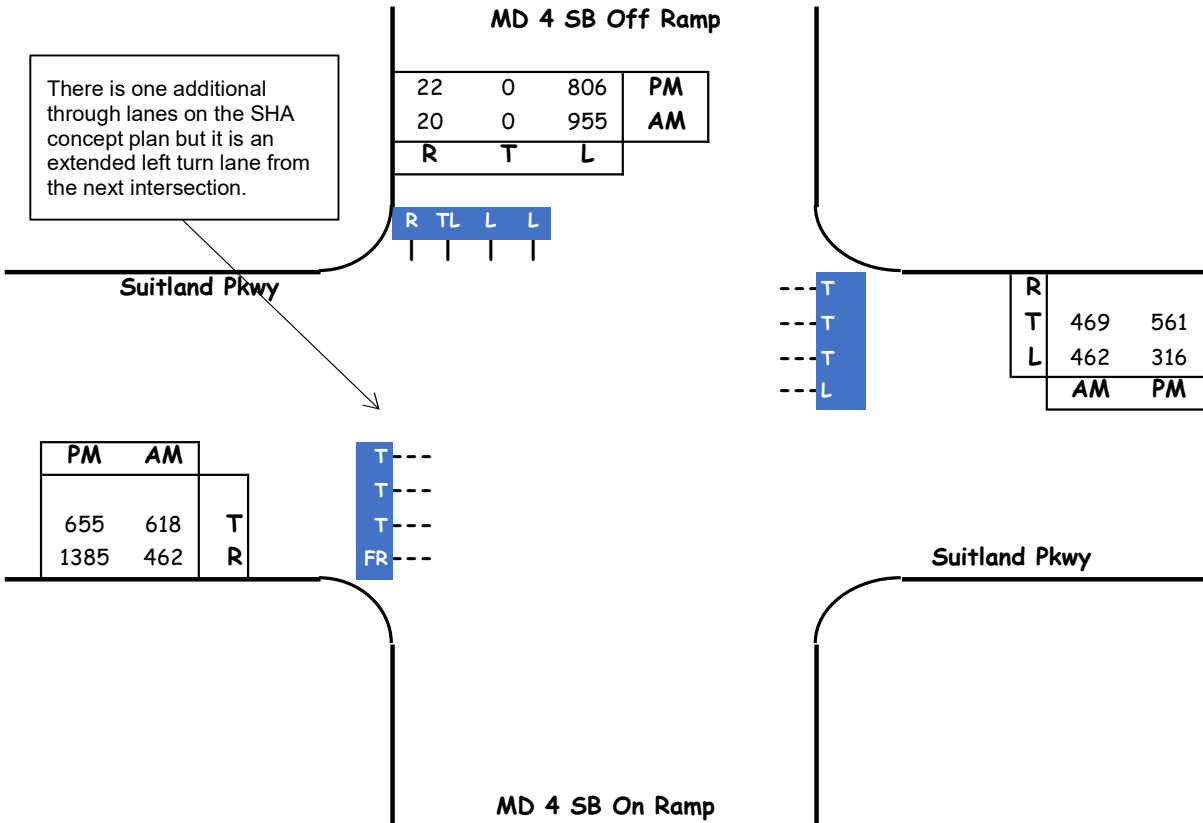 MD 4 SB Off Ramp
There is one additional
through lanes on the SHA
concept plan but it is an
extended left turn lane from
the next intersection.
22 0 806 PM
20 0 955 AM
R T L
R TL L L
Suitland Pkwy
T
T
T
L
R
T 469 561
L 462 316
AM PM
PM AM
655 618 T
1385 462 R
T
T
T
FR
Suitland Pkwy
MD 4 SB On Ramp